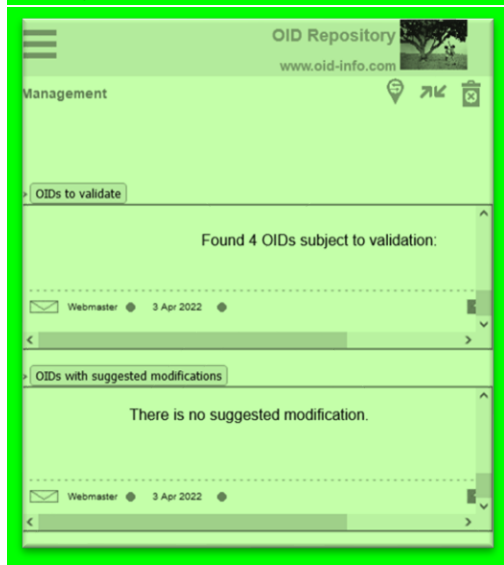 OID Repository
www.oid-info.com
Management
OIDs to validate
Found 4 OIDs subject to validation:
Webmaster 3 Apr 2022
OIDs with suggested modifications
There is no suggested modification.
Webmaster 3 Apr 2022